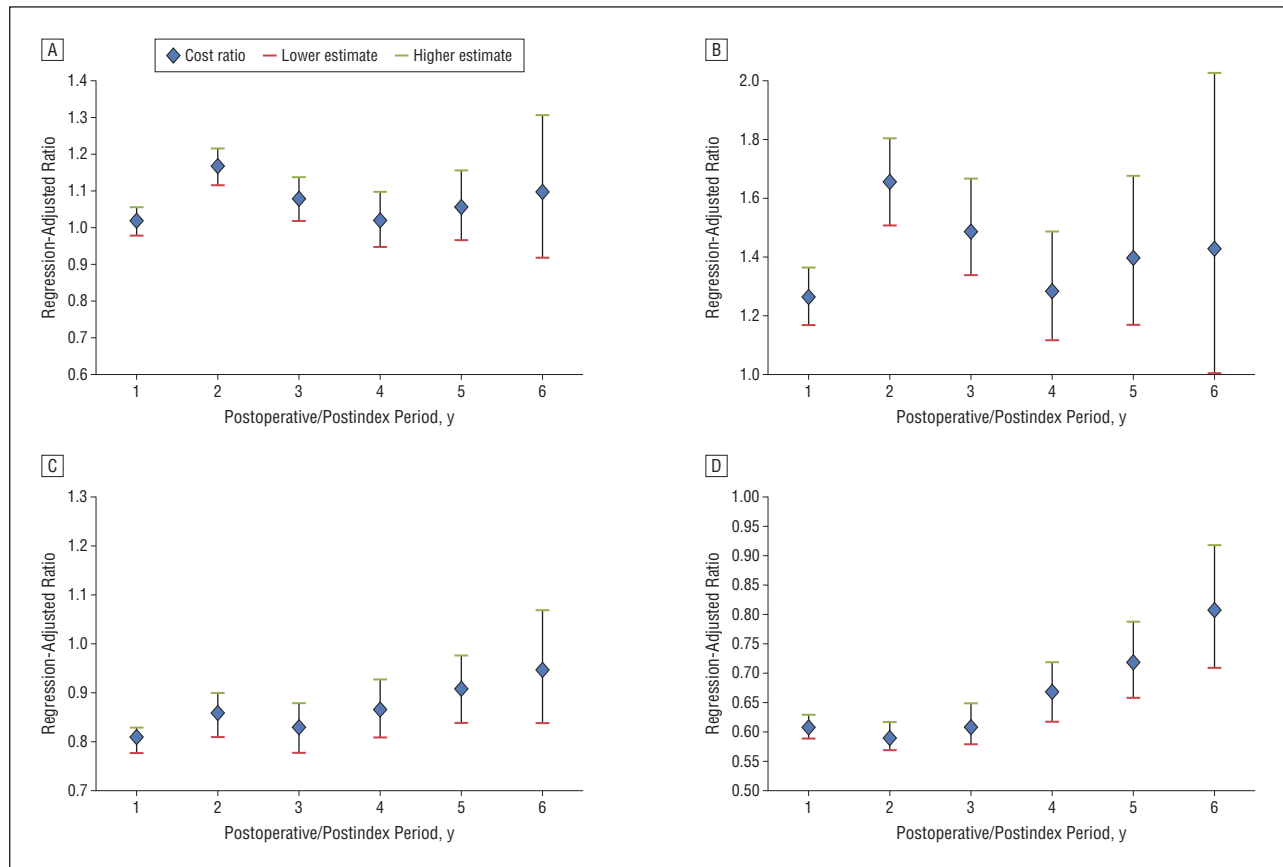 A
Cost ratio Lower estimate Higher estimate
Regression-Adjusted Ratio
1.4
1.3
1.2
1.1
1.0
0.9
0.8
0.7
0.6
1 2 3 4 5 6
Postoperative/Postindex Period, y
B
Regression-Adjusted Ratio
2.0
1.8
1.6
1.4
1.2
1.0
1 2 3 4 5 6
Postoperative/Postindex Period, y
C
Regression-Adjusted Ratio
1.3
1.2
1.1
1.0
0.9
0.8
0.7
1 2 3 4 5 6
Postoperative/Postindex Period, y
D
Regression-Adjusted Ratio
1.00
0.95
0.90
0.85
0.80
0.75
0.70
0.65
0.60
0.55
0.50
1 2 3 4 5 6
Postoperative/Postindex Period, y